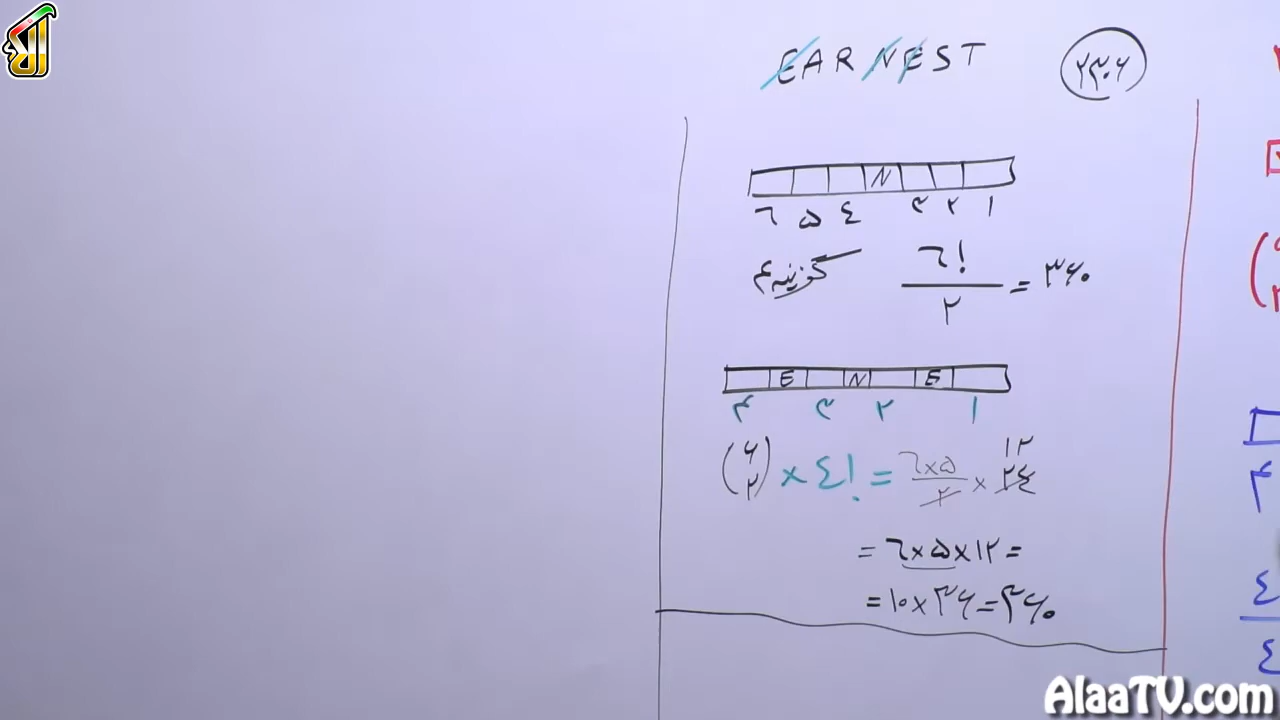 EARNEST ۲۳۰۶
N
۶ ۵ ۴ ۳ ۲ ۱
گزینه ۴ ۶! / ۲ = ۳۶۰
E N E
۴ ۳ ۲ ۱
(۶ ۲) × ۴! = ۶×۵ / ۲ × ۲۴ ۱۲
= ۶×۵×۱۲ =
= ۱۰×۳۶ = ۳۶۰
AlaaTV.com